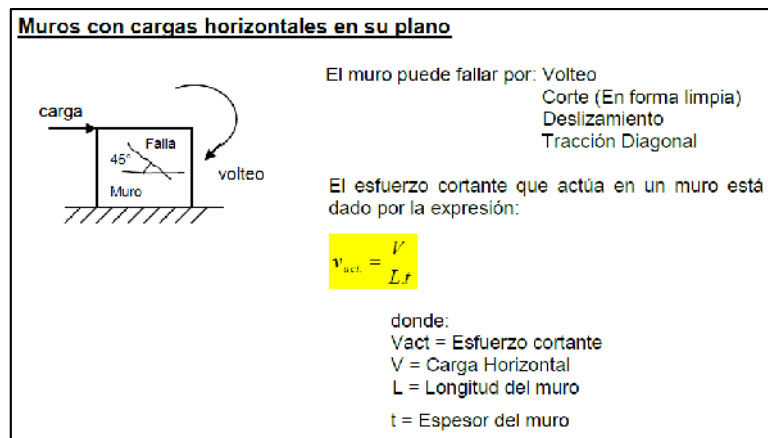 Muros con cargas horizontales en su plano
El muro puede fallar por: Volteo
Corte (En forma limpia)
Deslizamiento
Tracción Diagonal
carga
Falla
45°
volteo
Muro
El esfuerzo cortante que actúa en un muro está
dado por la expresión:
v_act. = V / L.t
donde:
Vact = Esfuerzo cortante
V = Carga Horizontal
L = Longitud del muro
t = Espesor del muro